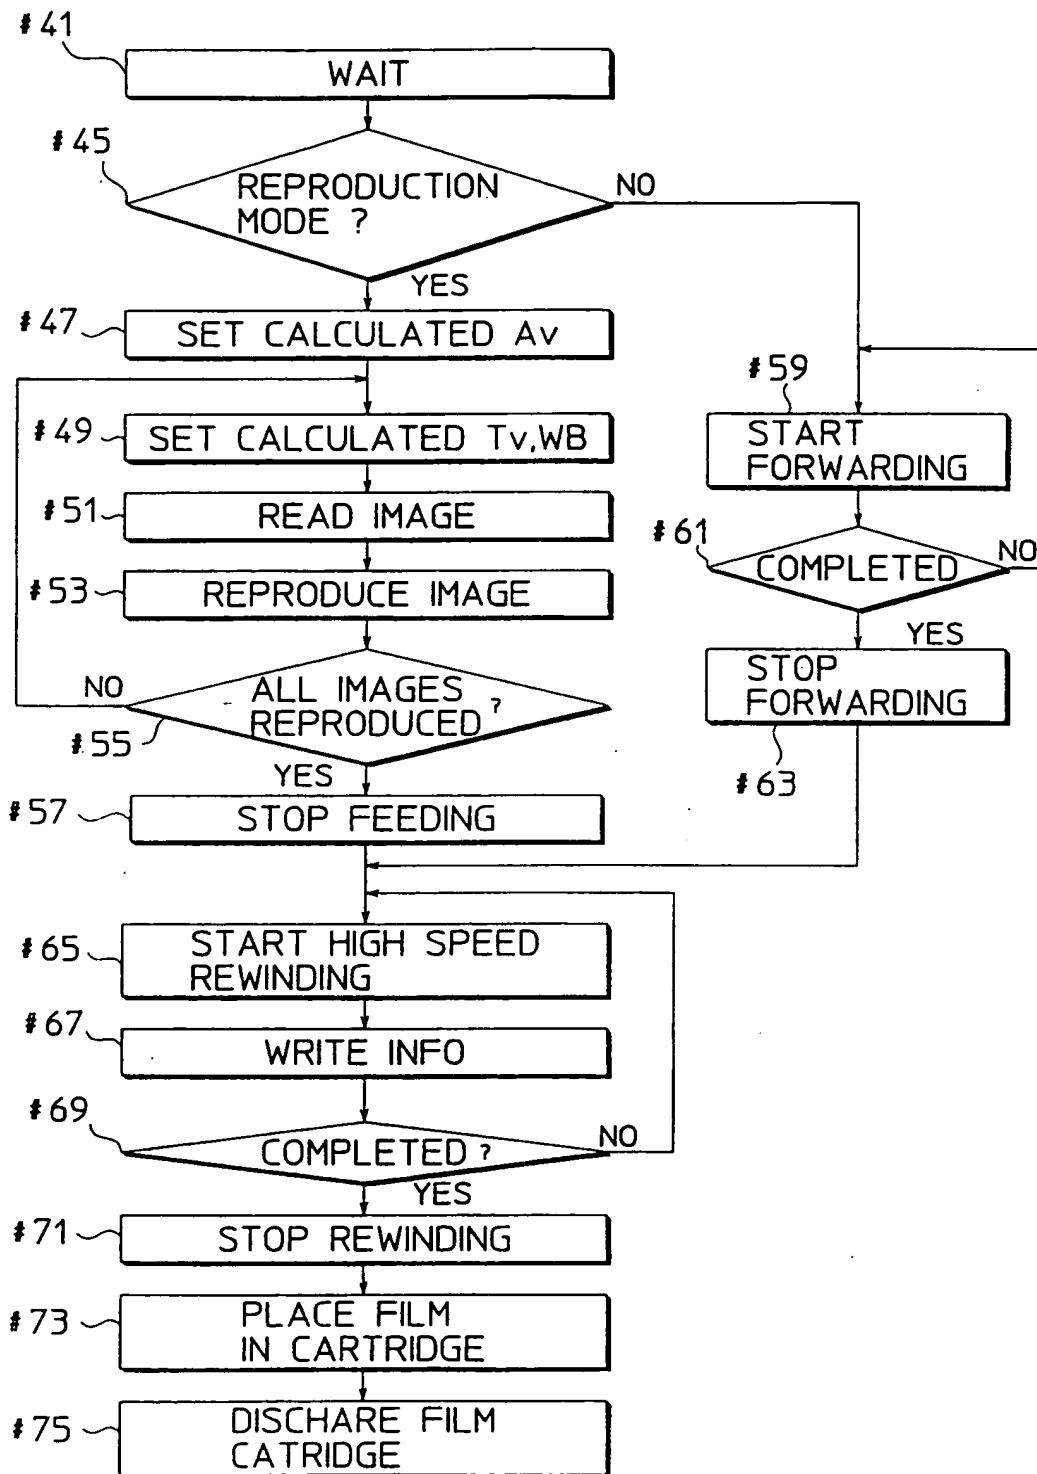 #41
WAIT
#45
REPRODUCTION
MODE ?
NO
YES
#47
SET CALCULATED Av
#49
SET CALCULATED Tv,WB
#51
READ IMAGE
#53
REPRODUCE IMAGE
NO
ALL IMAGES
REPRODUCED ?
#55
YES
#57
STOP FEEDING
#59
START
FORWARDING
#61
COMPLETED
NO
YES
STOP
FORWARDING
#63
#65
START HIGH SPEED
REWINDING
#67
WRITE INFO
#69
COMPLETED ?
NO
YES
#71
STOP REWINDING
#73
PLACE FILM
IN CARTRIDGE
#75
DISCHARE FILM
CATRIDGE